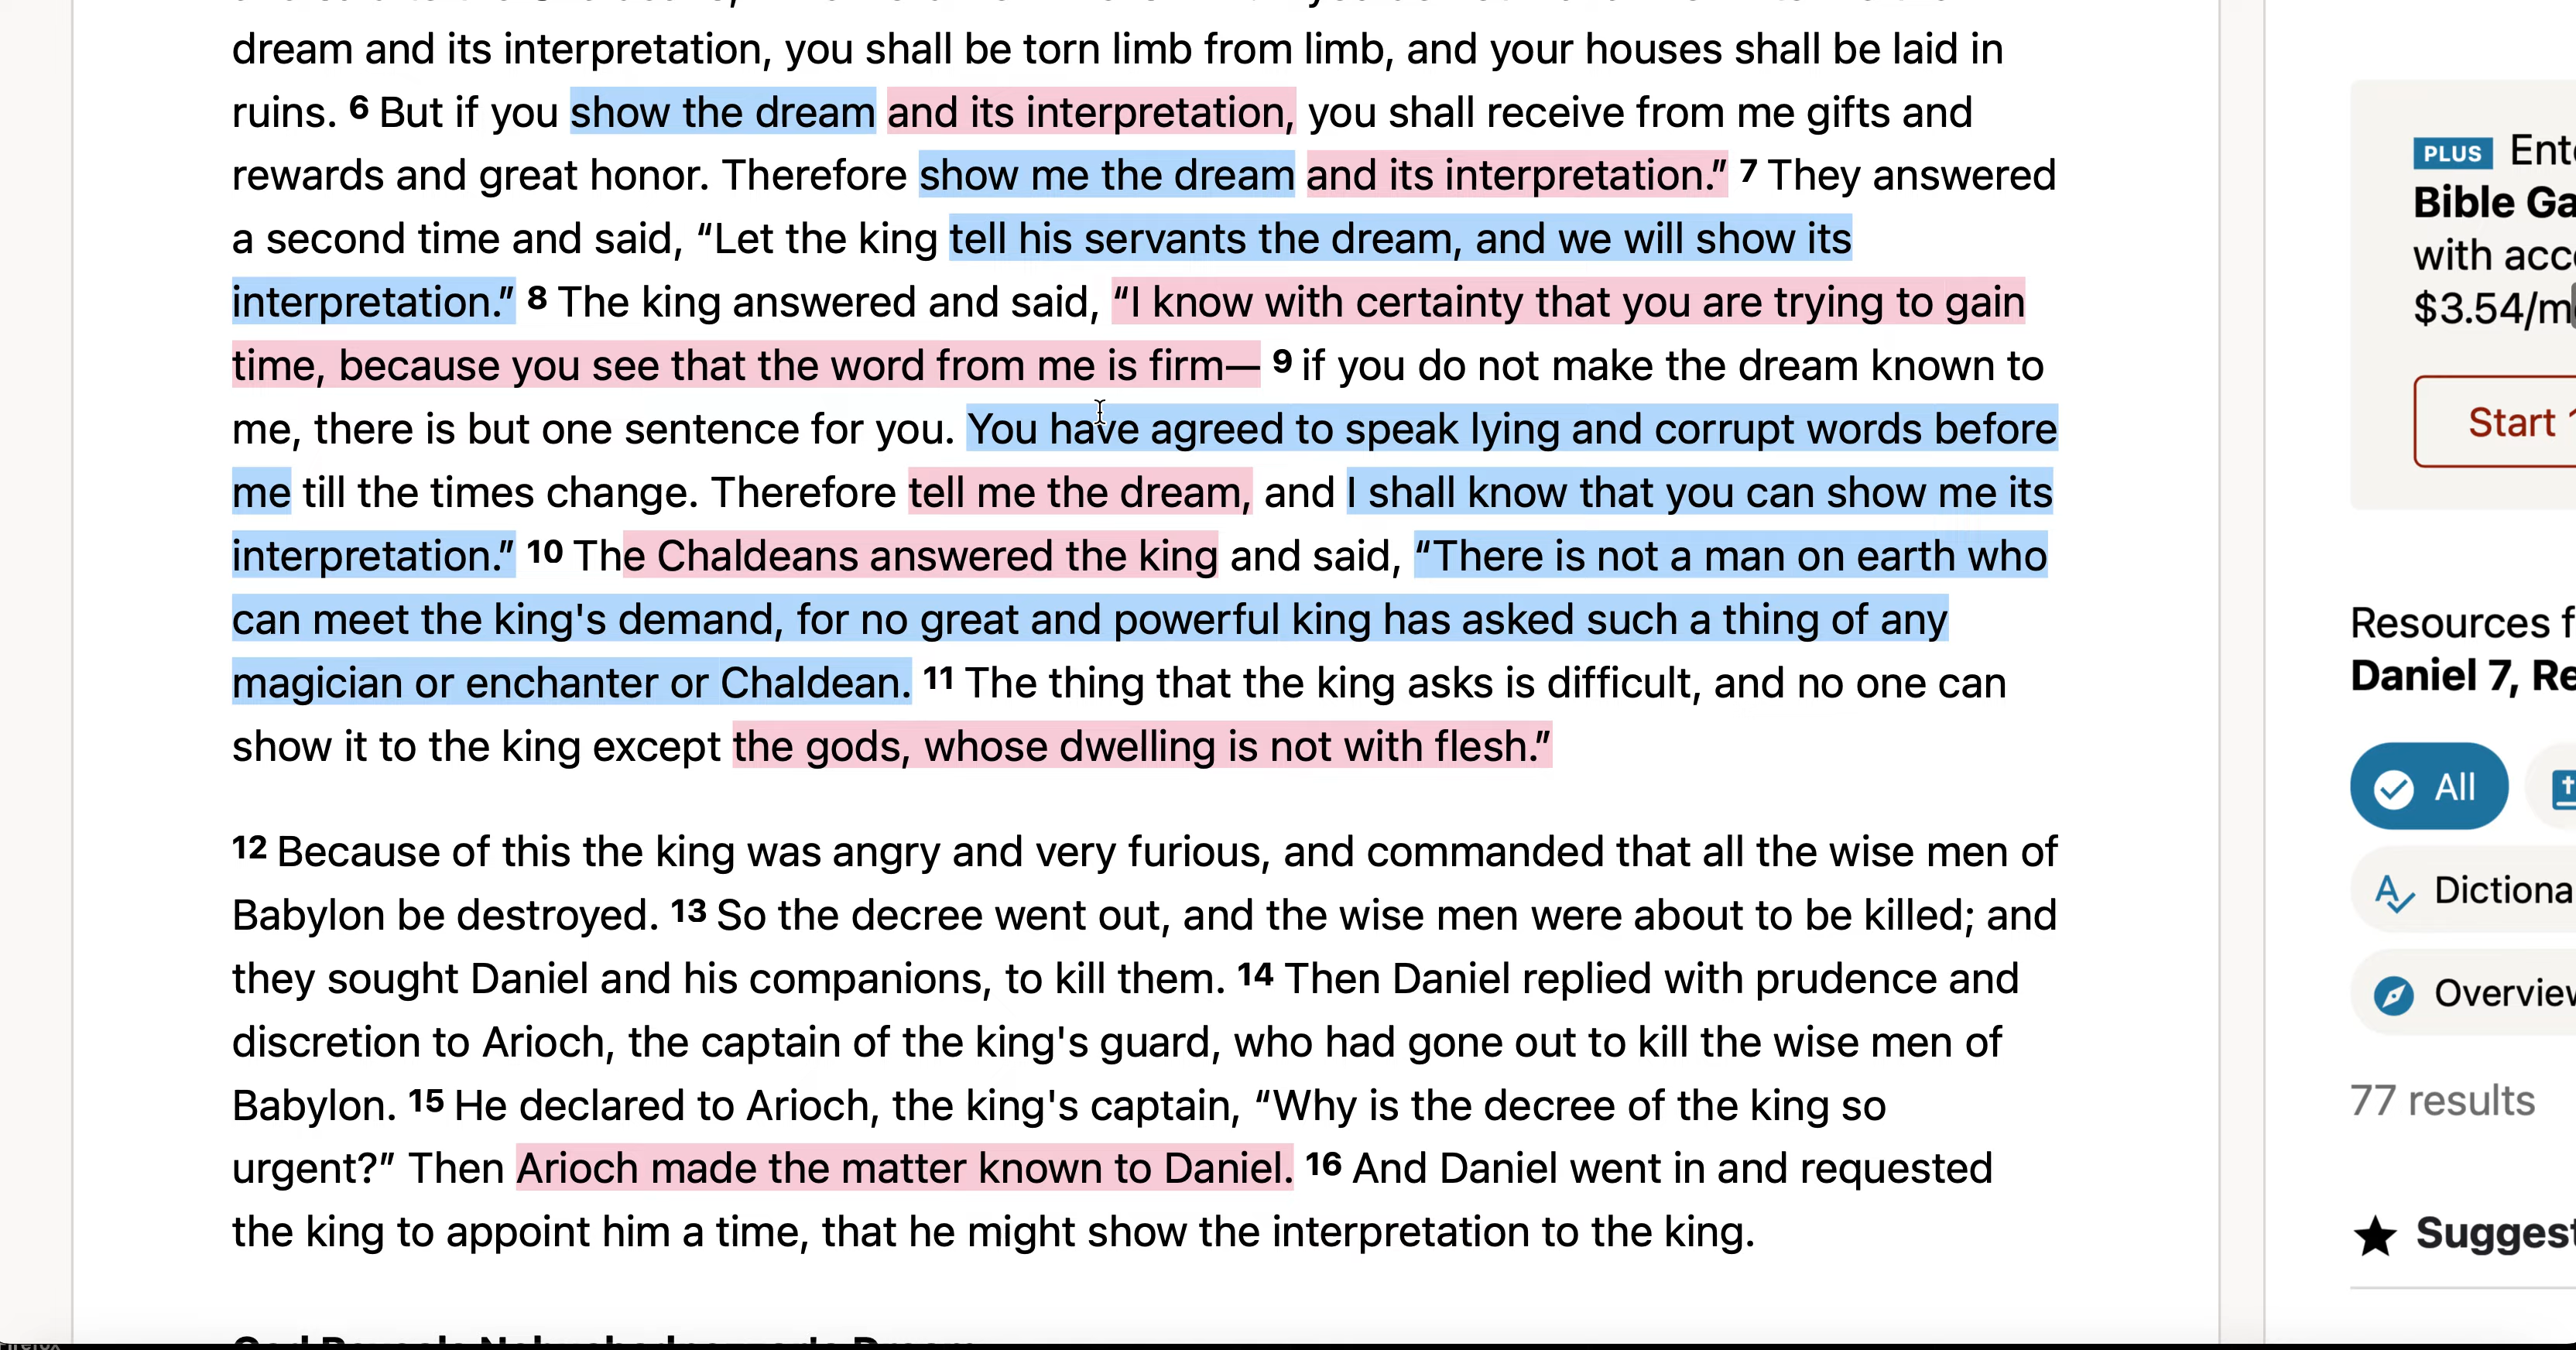 dream and its interpretation, you shall be torn limb from limb, and your houses shall be laid in
ruins. 6 But if you show the dream and its interpretation, you shall receive from me gifts and
rewards and great honor. Therefore show me the dream and its interpretation.” 7 They answered
a second time and said, “Let the king tell his servants the dream, and we will show its
interpretation.” 8 The king answered and said, “I know with certainty that you are trying to gain
time, because you see that the word from me is firm— 9 if you do not make the dream known to
me, there is but one sentence for you. You have agreed to speak lying and corrupt words before
me till the times change. Therefore tell me the dream, and I shall know that you can show me its
interpretation.” 10 The Chaldeans answered the king and said, “There is not a man on earth who
can meet the king's demand, for no great and powerful king has asked such a thing of any
magician or enchanter or Chaldean. 11 The thing that the king asks is difficult, and no one can
show it to the king except the gods, whose dwelling is not with flesh.”
12 Because of this the king was angry and very furious, and commanded that all the wise men of
Babylon be destroyed. 13 So the decree went out, and the wise men were about to be killed; and
they sought Daniel and his companions, to kill them. 14 Then Daniel replied with prudence and
discretion to Arioch, the captain of the king's guard, who had gone out to kill the wise men of
Babylon. 15 He declared to Arioch, the king's captain, “Why is the decree of the king so
urgent?” Then Arioch made the matter known to Daniel. 16 And Daniel went in and requested
the king to appoint him a time, that he might show the interpretation to the king.
PLUS Ent
Bible Ga
with acc
$3.54/m
Start
Resources f
Daniel 7, Re
All
Dictiona
Overview
77 results
Suggest